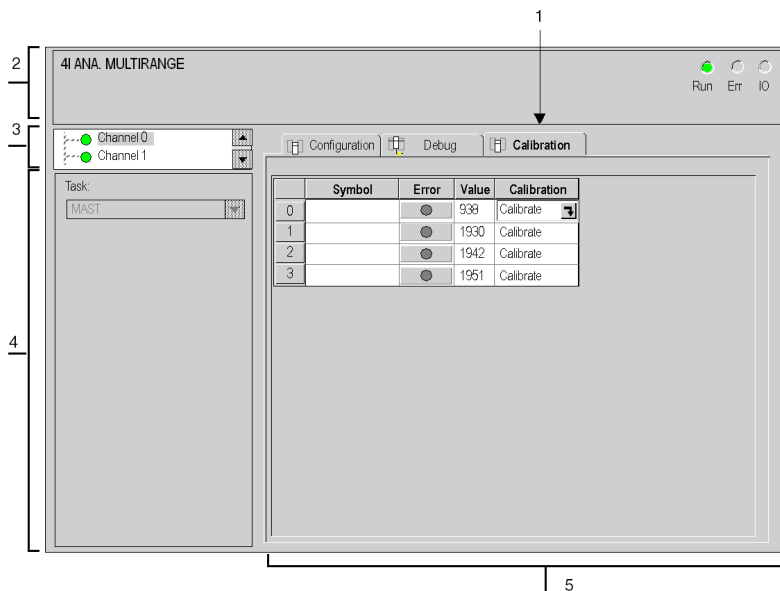 1
2
4I ANA. MULTIRANGE
Run Err IO
3
Channel 0
Channel 1
Configuration Debug Calibration
Task:
MAST
Symbol Error Value Calibration
0 938 Calibrate
1 1930 Calibrate
2 1942 Calibrate
3 1951 Calibrate
4
5